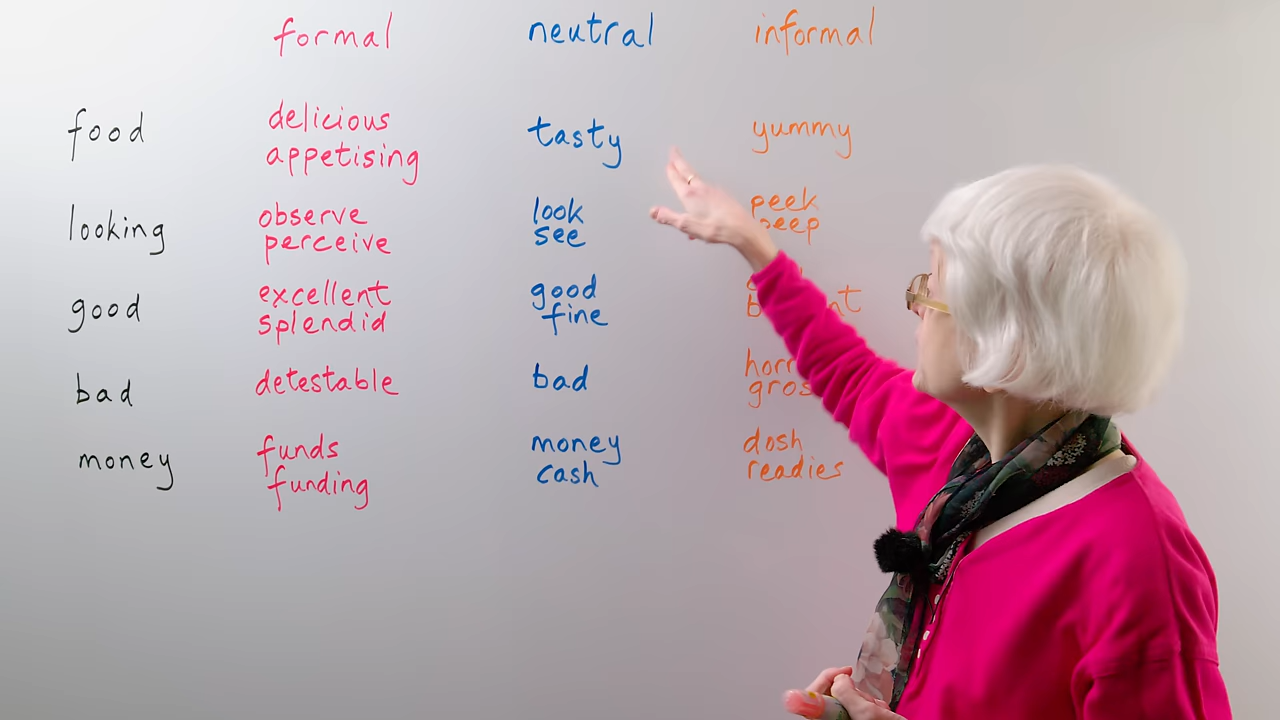 formal neutral informal
food delicious tasty yummy
appetising
looking observe look peek
perceive see peep
good excellent good
splendid fine
bad detestable bad
money funds money dosh
funding cash readies